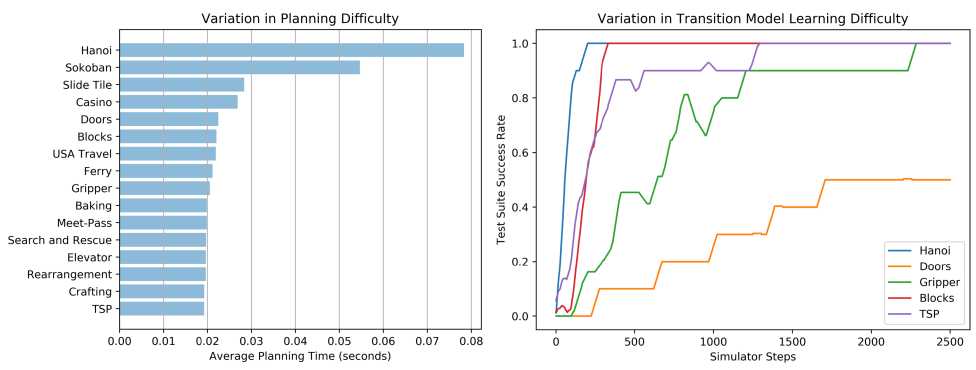 Variation in Planning Difficulty
Hanoi
Sokoban
Slide Tile
Casino
Doors
Blocks
USA Travel
Ferry
Gripper
Baking
Meet-Pass
Search and Rescue
Elevator
Rearrangement
Crafting
TSP
0.00 0.01 0.02 0.03 0.04 0.05 0.06 0.07 0.08
Average Planning Time (seconds)
Variation in Transition Model Learning Difficulty
Test Suite Success Rate
1.0
0.8
0.6
0.4
0.2
0.0
Hanoi
Doors
Gripper
Blocks
TSP
0 500 1000 1500 2000 2500
Simulator Steps